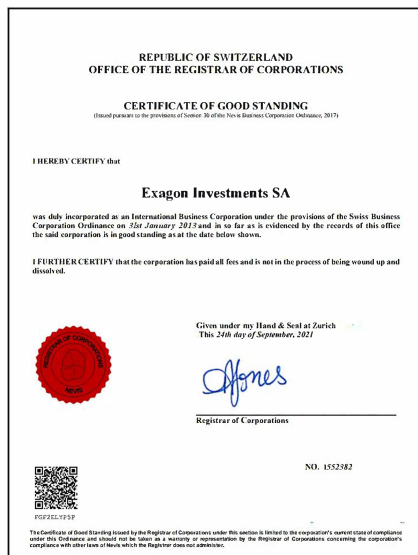 REPUBLIC OF SWITZERLAND
OFFICE OF THE REGISTRAR OF CORPORATIONS
CERTIFICATE OF GOOD STANDING
(Issued pursuant to the provisions of Section 30 of the Nevis Business Corporation Ordinance, 2017)
I HEREBY CERTIFY that
Exagon Investments SA
was duly incorporated as an International Business Corporation under the provisions of the Swiss Business
Corporation Ordinance on 31st January 2013 and in so far as is evidenced by the records of this office
the said corporation is in good standing as at the date below shown.
I FURTHER CERTIFY that the corporation has paid all fees and is not in the process of being wound up and
dissolved.
Given under my Hand & Seal at Zurich
This 24th day of September, 2021
REGISTRAR OF CORPORATIONS
NEVIS
Jones
Registrar of Corporations
NO. 1552382
FGF2ELYP5P
The Certificate of Good Standing issued by the Registrar of Corporations under this section is limited to the corporation's current state of compliance
under this Ordinance and should not be taken as a warranty or representation by the Registrar of Corporations concerning the corporation's
compliance with other laws of Nevis which the Registrar does not administer.